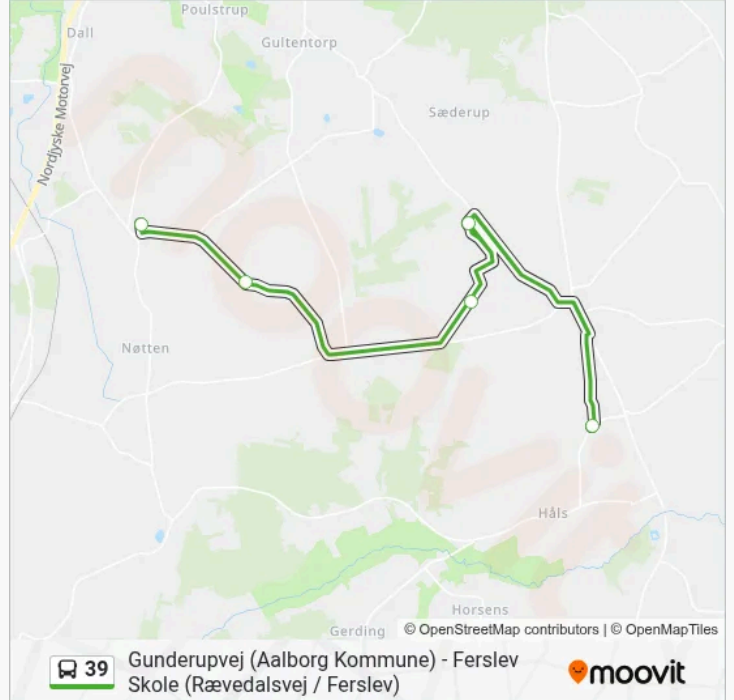 Poulstrup
Dall
Gultentorp
Nordjyske Motorvej
Sæderup
Nøtten
Håls
Horsens
Gerding
© OpenStreetMap contributors | © OpenMapTiles
39
Gunderupvej (Aalborg Kommune) - Ferslev
Skole (Rævedalsvej / Ferslev)
moovit